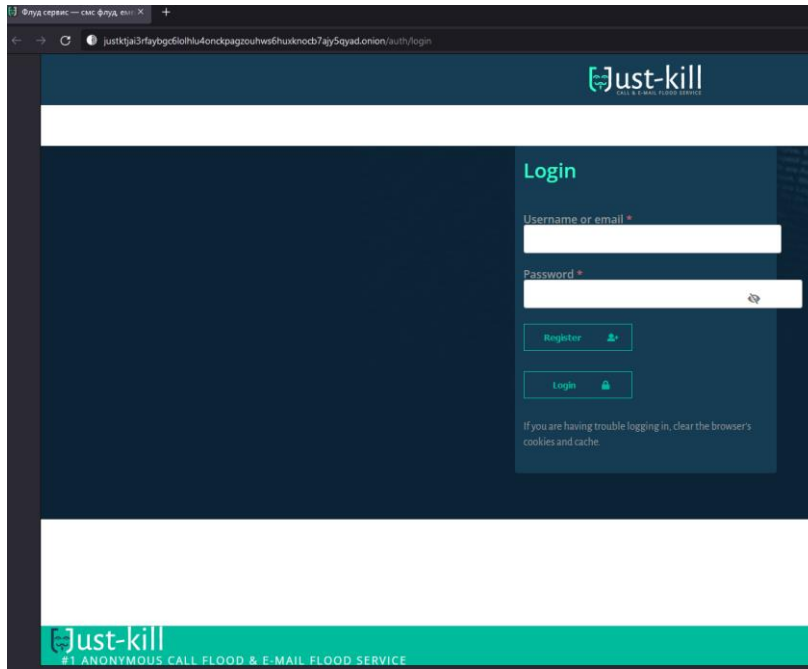 Флуд сервис — смс флуд, емс
justktjai3rfaybgc6lolhlu4onckpagzouhws6huxknocb7ajy5qyad.onion/auth/login
Just-kill
CALL & E-MAIL FLOOD SERVICE
Login
Username or email *
Password *
Register
Login
If you are having trouble logging in, clear the browser's
cookies and cache.
Just-kill
#1 ANONYMOUS CALL FLOOD & E-MAIL FLOOD SERVICE